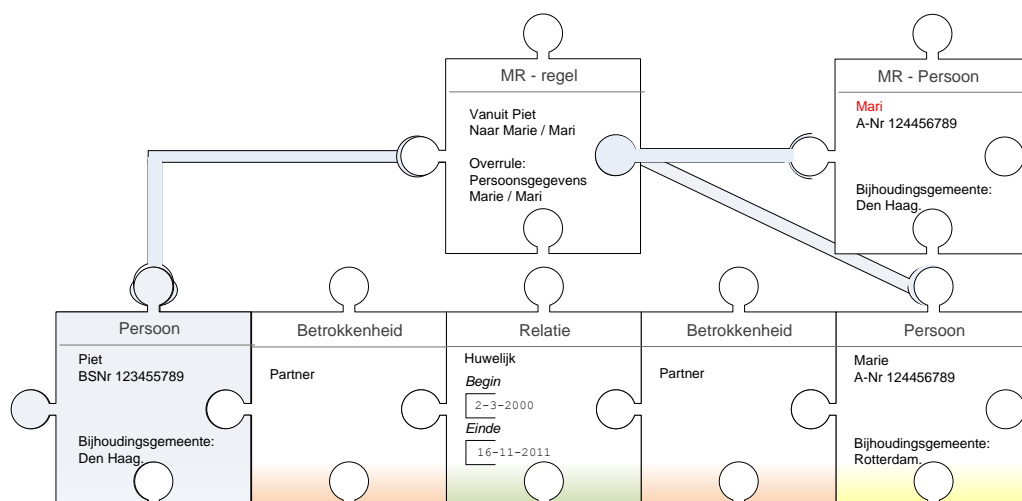 MR - regel
Vanuit Piet
Naar Marie / Mari
Overrule:
Persoonsgegevens
Marie / Mari
MR - Persoon
Mari
A-Nr 124456789
Bijhoudingsgemeente:
Den Haag.
Persoon
Piet
BSNr 123455789
Bijhoudingsgemeente:
Den Haag.
Betrokkenheid
Partner
Relatie
Huwelijk
Begin
2-3-2000
Einde
16-11-2011
Betrokkenheid
Partner
Persoon
Marie
A-Nr 124456789
Bijhoudingsgemeente:
Rotterdam.